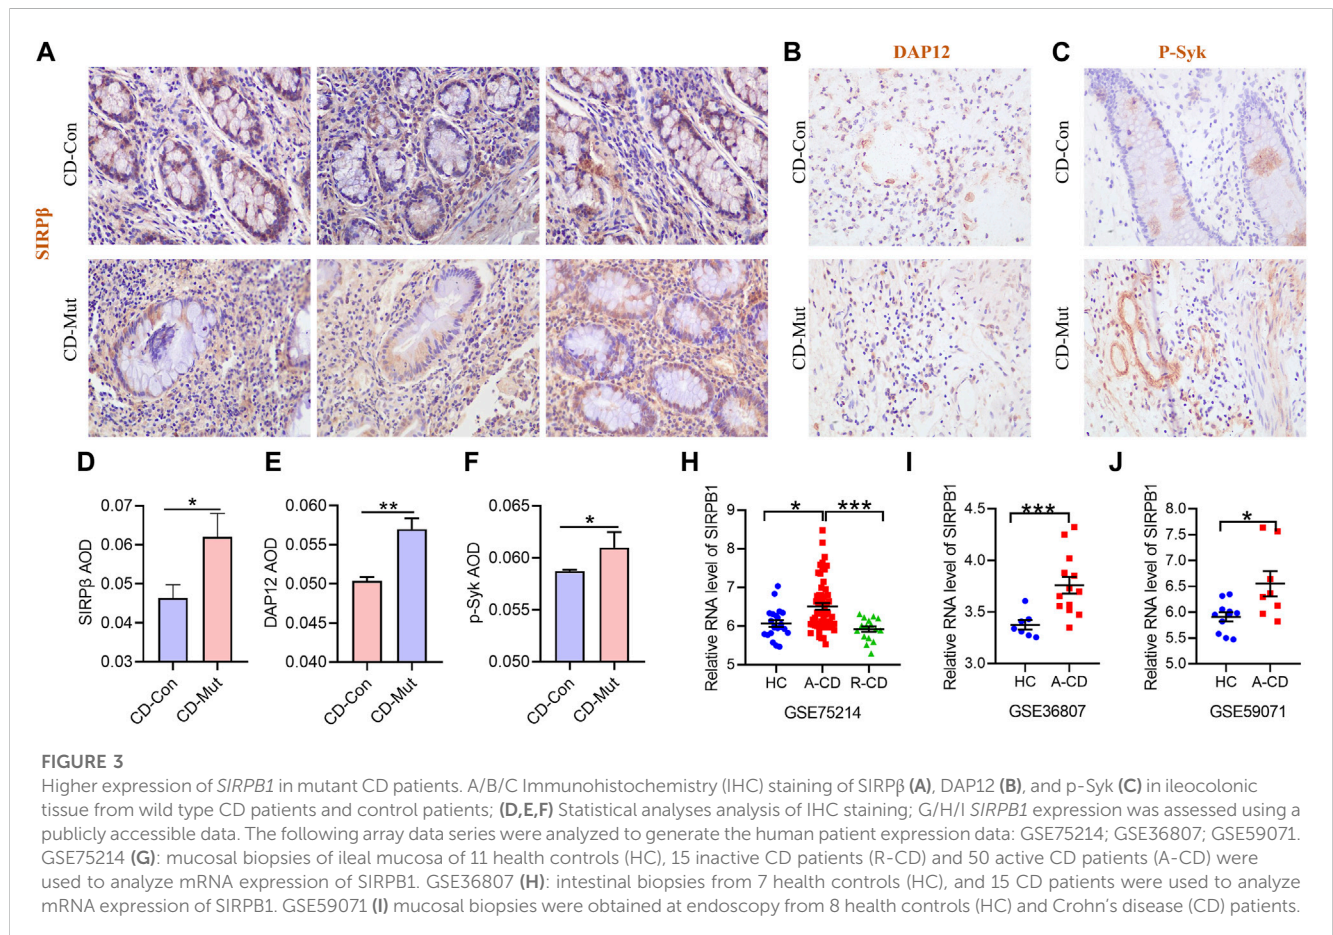 A
B
DAP12
C
P-Syk
SIRPβ
CD-Con
CD-Mut
CD-Con
CD-Mut
CD-Con
CD-Mut
D
SIRPβ AOD
0.07
0.06
0.05
0.04
0.03
*
CD-Con
CD-Mut
E
DAP12 AOD
0.060
0.055
0.050
0.045
0.040
**
CD-Con
CD-Mut
F
p-Syk AOD
0.065
0.060
0.055
0.050
*
CD-Con
CD-Mut
H
Relative RNA level of SIRPB1
9
8
7
6
5
*
***
HC
A-CD
R-CD
GSE75214
I
Relative RNA level of SIRPB1
4.5
4.0
3.5
3.0
***
HC
A-CD
GSE36807
J
Relative RNA level of SIRPB1
8.0
7.5
7.0
6.5
6.0
5.5
5.0
*
HC
A-CD
GSE59071
FIGURE 3
Higher expression of SIRPB1 in mutant CD patients. A/B/C Immunohistochemistry (IHC) staining of SIRPβ (A), DAP12 (B), and p-Syk (C) in ileocolonic
tissue from wild type CD patients and control patients; (D,E,F) Statistical analyses analysis of IHC staining; G/H/I SIRPB1 expression was assessed using a
publicly accessible data. The following array data series were analyzed to generate the human patient expression data: GSE75214; GSE36807; GSE59071.
GSE75214 (G): mucosal biopsies of ileal mucosa of 11 health controls (HC), 15 inactive CD patients (R-CD) and 50 active CD patients (A-CD) were
used to analyze mRNA expression of SIRPB1. GSE36807 (H): intestinal biopsies from 7 health controls (HC), and 15 CD patients were used to analyze
mRNA expression of SIRPB1. GSE59071 (I) mucosal biopsies were obtained at endoscopy from 8 health controls (HC) and Crohn's disease (CD) patients.